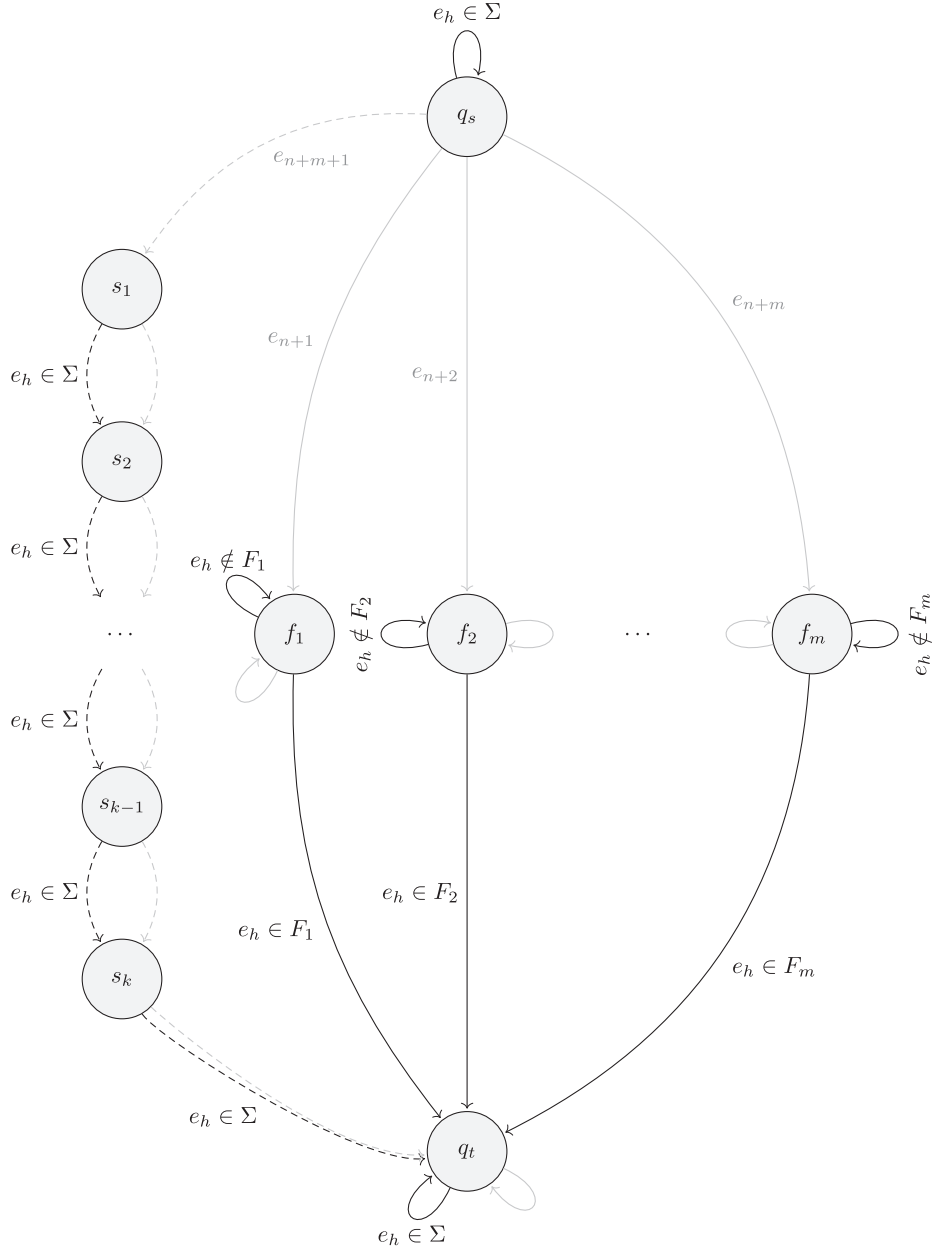 e_h ∈ Σ
q_s
e_{n+m+1}
s_1
e_{n+1}
e_{n+2}
e_{n+m}
e_h ∈ Σ
s_2
e_h ∈ Σ
e_h ∉ F_1
e_h ∉ F_2
e_h ∉ F_m
...
f_1
f_2
...
f_m
e_h ∈ Σ
s_{k−1}
e_h ∈ Σ
e_h ∈ F_1
e_h ∈ F_2
e_h ∈ F_m
s_k
e_h ∈ Σ
q_t
e_h ∈ Σ